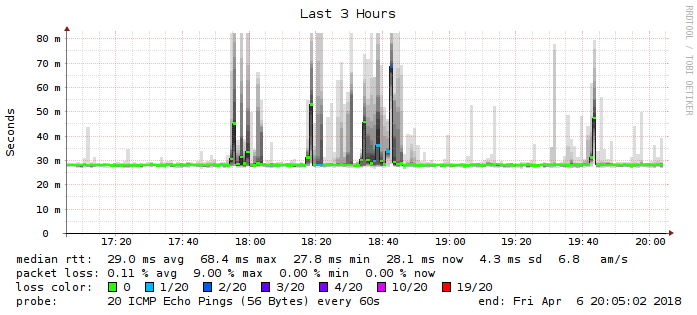 Last 3 Hours
RRDTOOL / TOBI OETIKER
Seconds
80 m
70 m
60 m
50 m
40 m
30 m
20 m
10 m
0
17:20 17:40 18:00 18:20 18:40 19:00 19:20 19:40 20:00
median rtt: 29.0 ms avg 68.4 ms max 27.8 ms min 28.1 ms now 4.3 ms sd 6.8 am/s
packet loss: 0.11 % avg 9.00 % max 0.00 % min 0.00 % now
loss color: 0 1/20 2/20 3/20 4/20 10/20 19/20
probe: 20 ICMP Echo Pings (56 Bytes) every 60s end: Fri Apr 6 20:05:02 2018